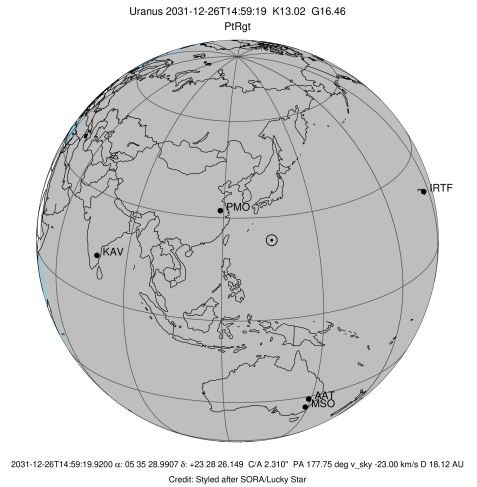 Uranus 2031-12-26T14:59:19 K13.02 G16.46
PtRgt
IRTF
PMO
KAV
AAT
MSO
2031-12-26T14:59:19.9200 α: 05 35 28.9907 δ: +23 28 26.149 C/A 2.310" PA 177.75 deg v_sky -23.00 km/s D 18.12 AU
Credit: Styled after SORA/Lucky Star